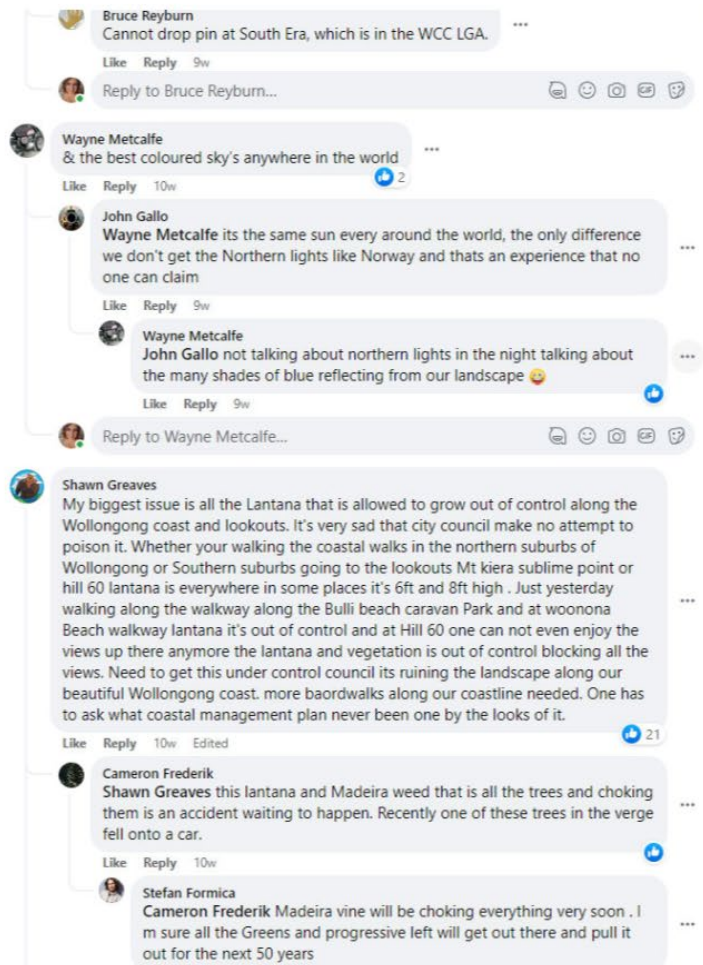 Bruce Reyburn
Cannot drop pin at South Era, which is in the WCC LGA.
Like Reply 9w
Reply to Bruce Reyburn...
Wayne Metcalfe
& the best coloured sky's anywhere in the world
2
Like Reply 10w
John Gallo
Wayne Metcalfe its the same sun every around the world, the only difference
we don't get the Northern lights like Norway and thats an experience that no
one can claim
Like Reply 9w
Wayne Metcalfe
John Gallo not talking about northern lights in the night talking about
the many shades of blue reflecting from our landscape 😀
Like Reply 9w
Reply to Wayne Metcalfe...
Shawn Greaves
My biggest issue is all the Lantana that is allowed to grow out of control along the
Wollongong coast and lookouts. It's very sad that city council make no attempt to
poison it. Whether your walking the coastal walks in the northern suburbs of
Wollongong or Southern suburbs going to the lookouts Mt kiera sublime point or
hill 60 lantana is everywhere in some places it's 6ft and 8ft high . Just yesterday
walking along the walkway along the Bulli beach caravan Park and at woonona
Beach walkway lantana it's out of control and at Hill 60 one can not even enjoy the
views up there anymore the lantana and vegetation is out of control blocking all the
views. Need to get this under control council its ruining the landscape along our
beautiful Wollongong coast. more baordwalks along our coastline needed. One has
to ask what coastal management plan never been one by the looks of it.
21
Like Reply 10w Edited
Cameron Frederik
Shawn Greaves this lantana and Madeira weed that is all the trees and choking
them is an accident waiting to happen. Recently one of these trees in the verge
fell onto a car.
Like Reply 10w
Stefan Formica
Cameron Frederik Madeira vine will be choking everything very soon . I
m sure all the Greens and progressive left will get out there and pull it
out for the next 50 years